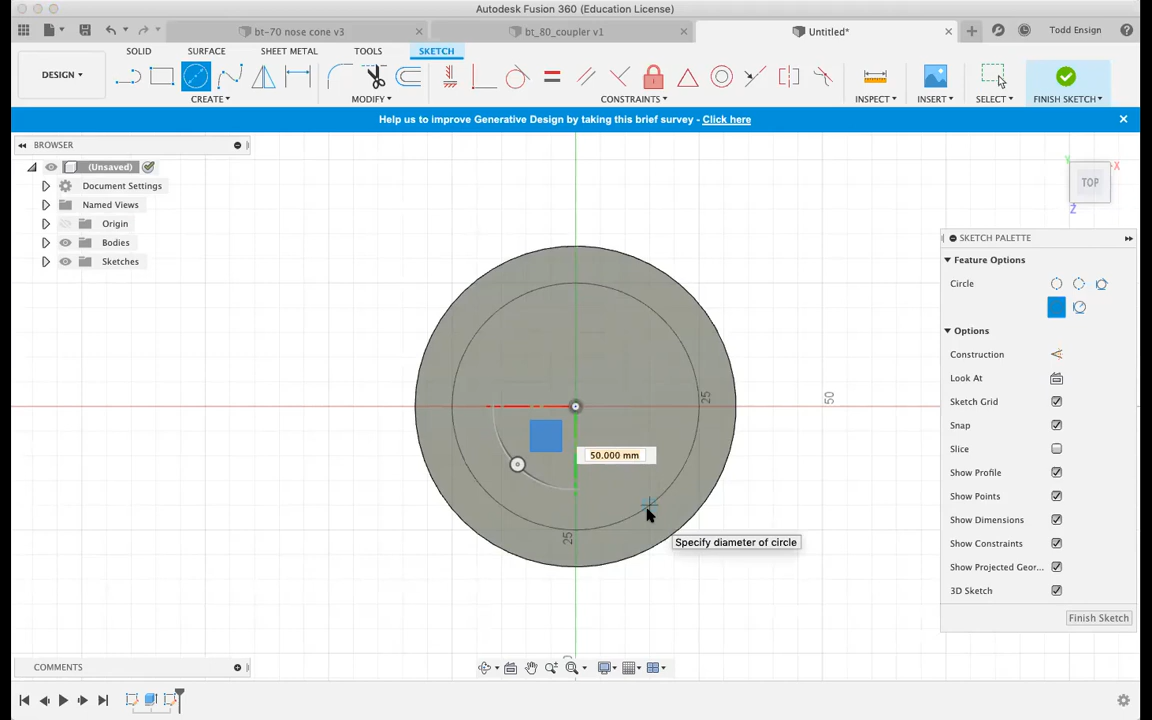 Autodesk Fusion 360 (Education License)
bt-70 nose cone v3
bt_80_coupler v1
Untitled*
Todd Ensign
DESIGN
SOLID
SURFACE
SHEET METAL
TOOLS
SKETCH
CREATE
MODIFY
CONSTRAINTS
INSPECT
INSERT
SELECT
FINISH SKETCH
Help us to improve Generative Design by taking this brief survey - Click here
BROWSER
(Unsaved)
Document Settings
Named Views
Origin
Bodies
Sketches
Y
X
TOP
Z
SKETCH PALETTE
Feature Options
Circle
Options
Construction
Look At
Sketch Grid
Snap
Slice
Show Profile
Show Points
Show Dimensions
Show Constraints
Show Projected Geor...
3D Sketch
Finish Sketch
25
50
50.000 mm
25
Specify diameter of circle
COMMENTS